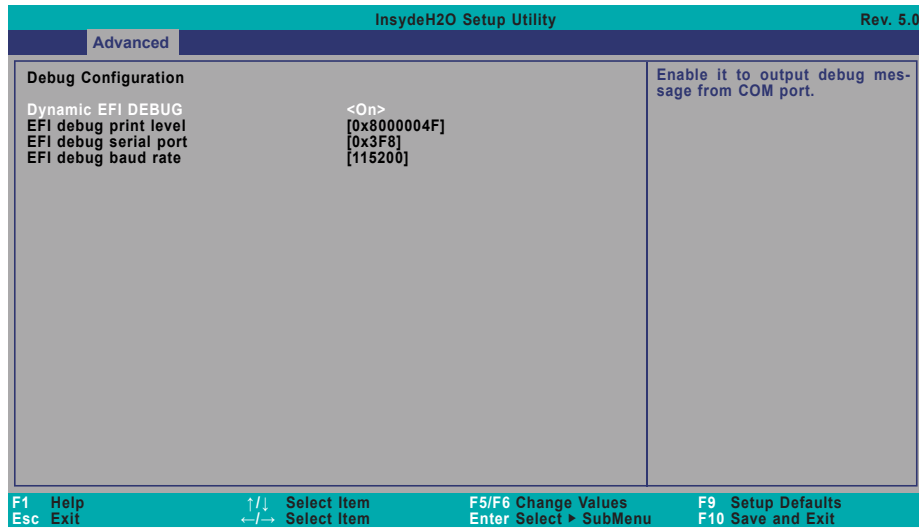 InsydeH2O Setup Utility Rev. 5.0
Advanced
Debug Configuration
Dynamic EFI DEBUG <On>
EFI debug print level [0x8000004F]
EFI debug serial port [0x3F8]
EFI debug baud rate [115200]
Enable it to output debug mes-
sage from COM port.
F1 Help ↑/↓ Select Item F5/F6 Change Values F9 Setup Defaults
Esc Exit ←/→ Select Item Enter Select ▶ SubMenu F10 Save and Exit